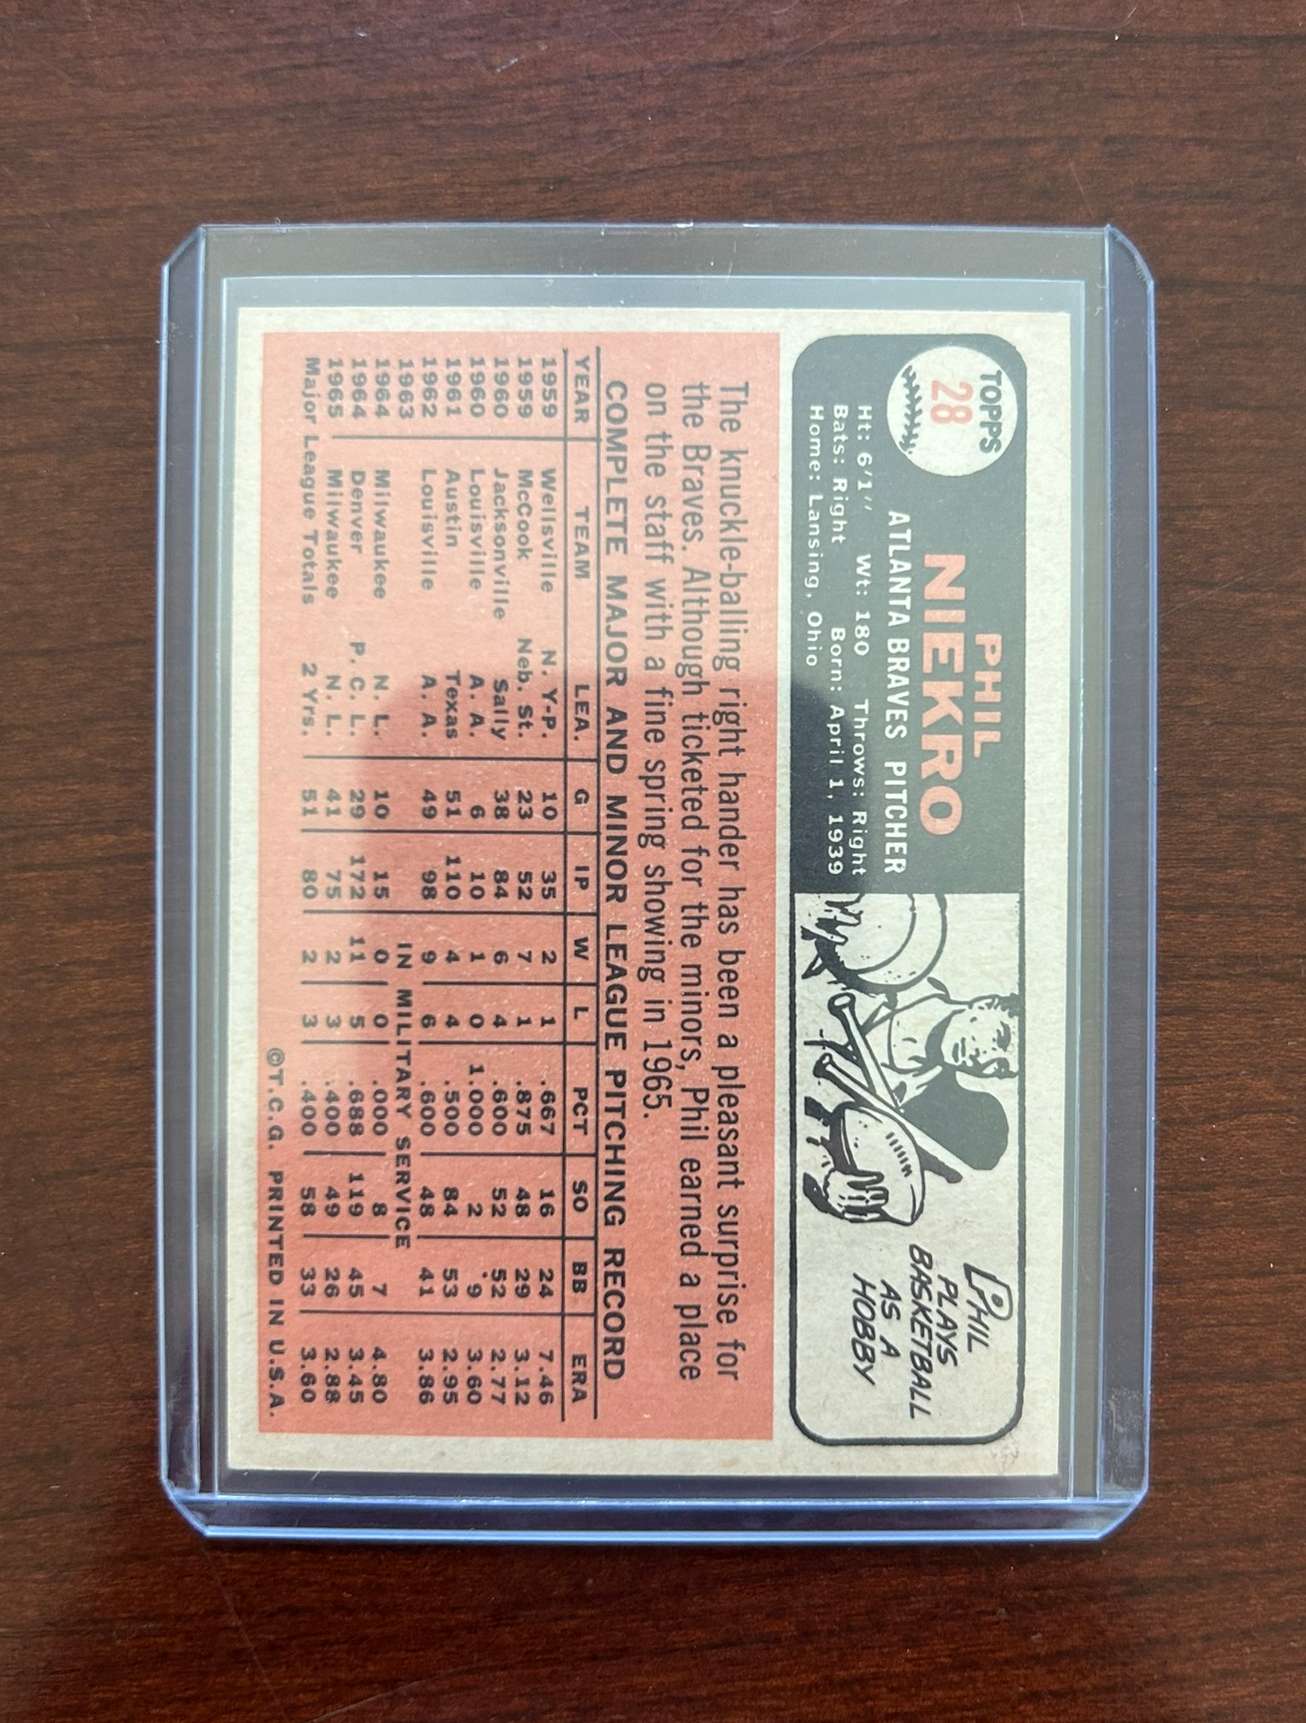 TOPPS
28
PHIL
NIEKRO
ATLANTA BRAVES PITCHER
Ht: 6'1" Wt: 180 Throws: Right
Bats: Right Born: April 1, 1939
Home: Lansing, Ohio
PHIL
PLAYS
BASKETBALL
AS A
HOBBY
The knuckle-balling right hander has been a pleasant surprise for
the Braves. Although ticketed for the minors, Phil earned a place
on the staff with a fine spring showing in 1965.
COMPLETE MAJOR AND MINOR LEAGUE PITCHING RECORD
YEAR TEAM LEA. G IP W L PCT SO BB ERA
1959 Wellsville N. Y-P. 10 35 2 1 .667 16 24 7.46
1959 McCook Neb. St. 23 52 7 1 .875 48 29 3.12
1960 Jacksonville Sally 38 84 6 4 .600 52 52 2.77
1960 Louisville A. A. 6 10 1 0 1.000 2 9 3.60
1961 Austin Texas 51 110 4 4 .500 84 53 2.95
1962 Louisville A. A. 49 98 9 6 .600 48 41 3.86
1963 IN MILITARY SERVICE
1964 Milwaukee N. L. 10 15 0 0 .000 8 7 4.80
1964 Denver P. C. L. 29 172 11 5 .688 119 45 3.45
1965 Milwaukee N. L. 41 75 2 3 .400 49 26 2.88
Major League Totals 2 Yrs. 51 80 2 3 .400 58 33 3.60
©T.C.G. PRINTED IN U.S.A.